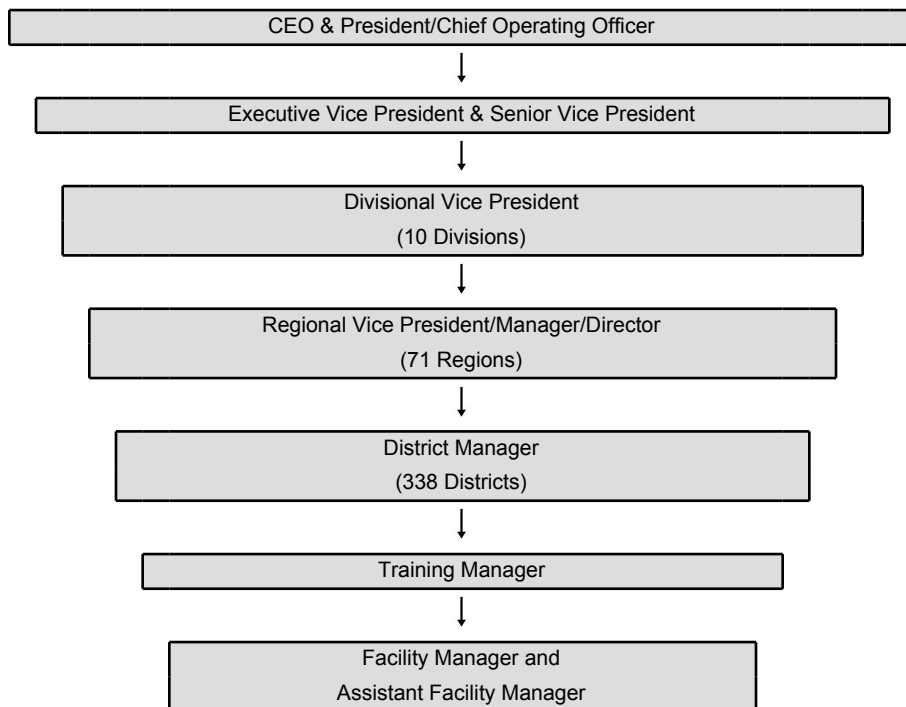 CEO & President/Chief Operating Officer
Executive Vice President & Senior Vice President
Divisional Vice President
(10 Divisions)
Regional Vice President/Manager/Director
(71 Regions)
District Manager
(338 Districts)
Training Manager
Facility Manager and
Assistant Facility Manager